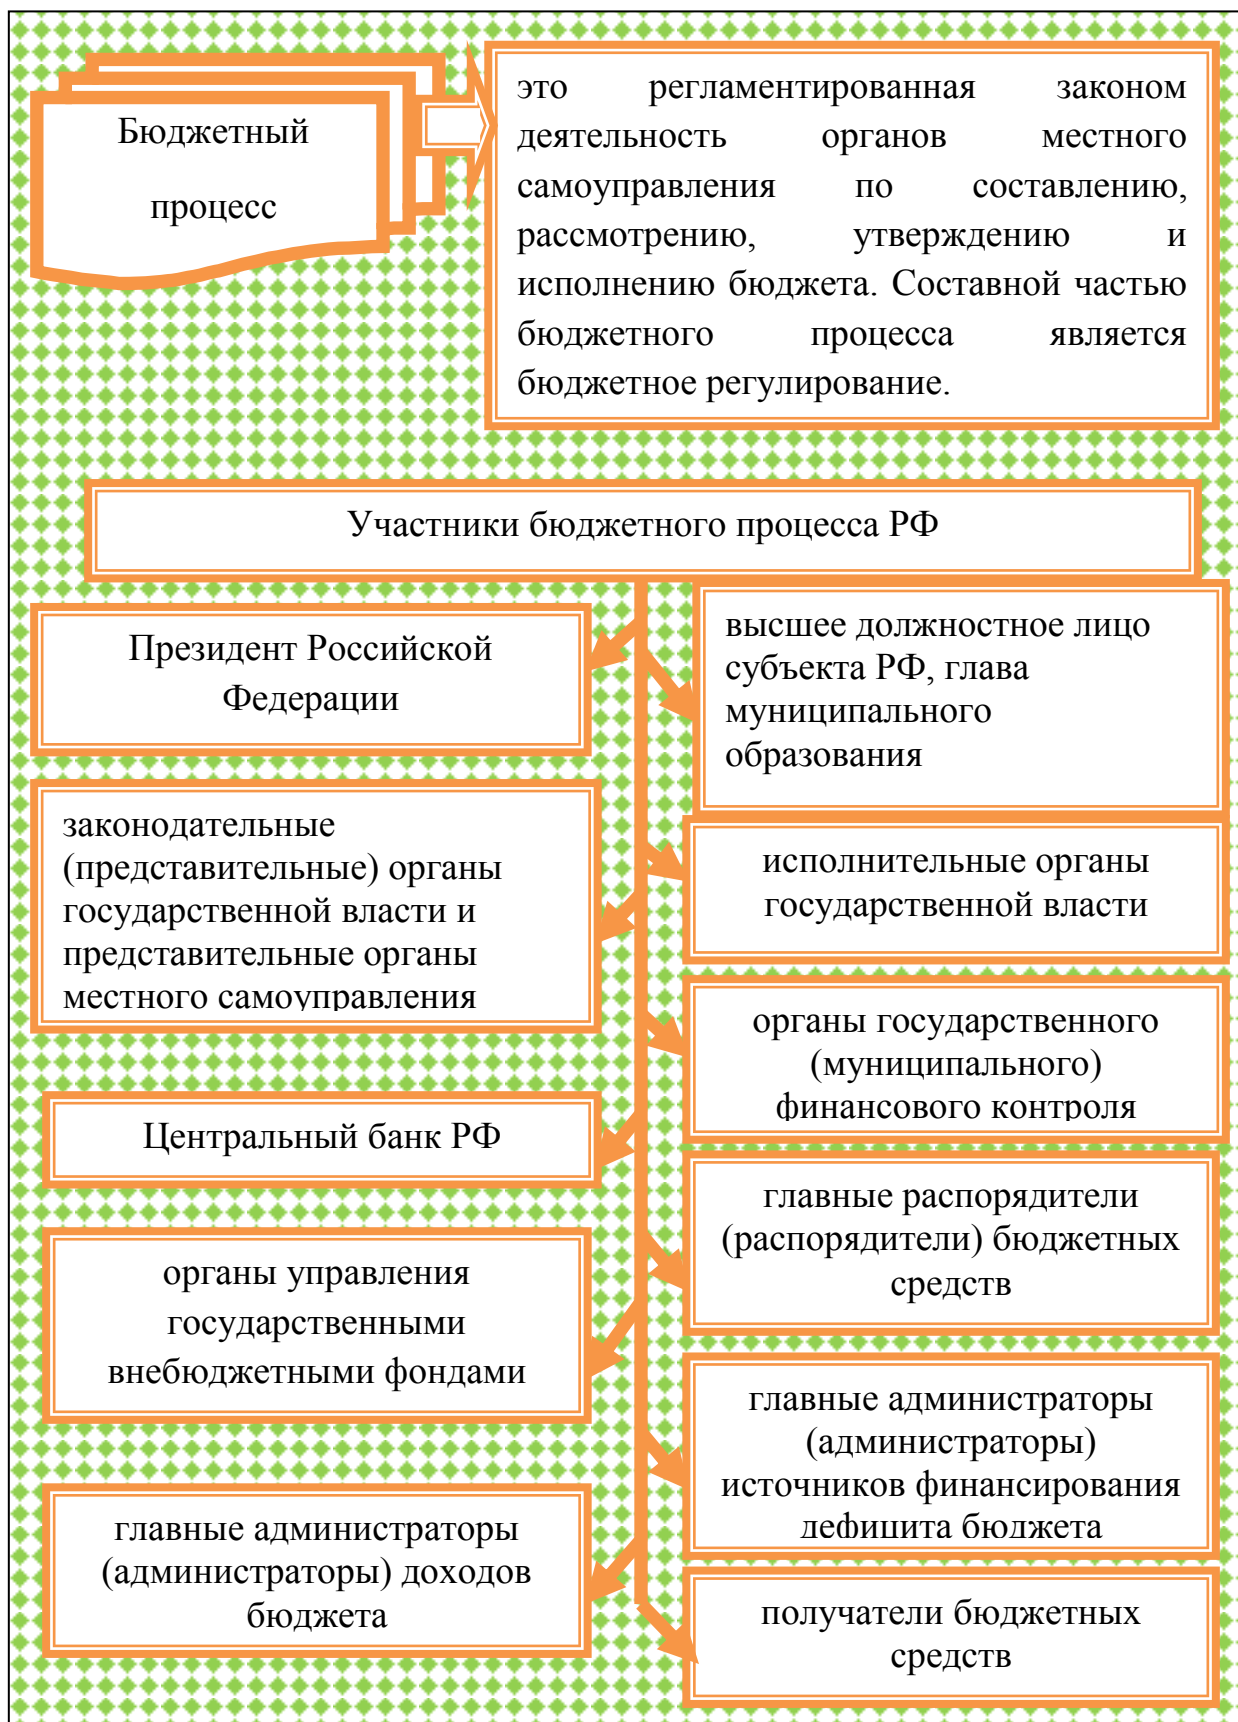 Бюджетный
процесс
это регламентированная законом
деятельность органов местного
самоуправления по составлению,
рассмотрению, утверждению и
исполнению бюджета. Составной частью
бюджетного процесса является
бюджетное регулирование.
Участники бюджетного процесса РФ
Президент Российской
Федерации
высшее должностное лицо
субъекта РФ, глава
муниципального
образования
законодательные
(представительные) органы
государственной власти и
представительные органы
местного самоуправления
исполнительные органы
государственной власти
органы государственного
(муниципального)
финансового контроля
Центральный банк РФ
главные распорядители
(распорядители) бюджетных
средств
органы управления
государственными
внебюджетными фондами
главные администраторы
(администраторы)
источников финансирования
дефицита бюджета
главные администраторы
(администраторы) доходов
бюджета
получатели бюджетных
средств